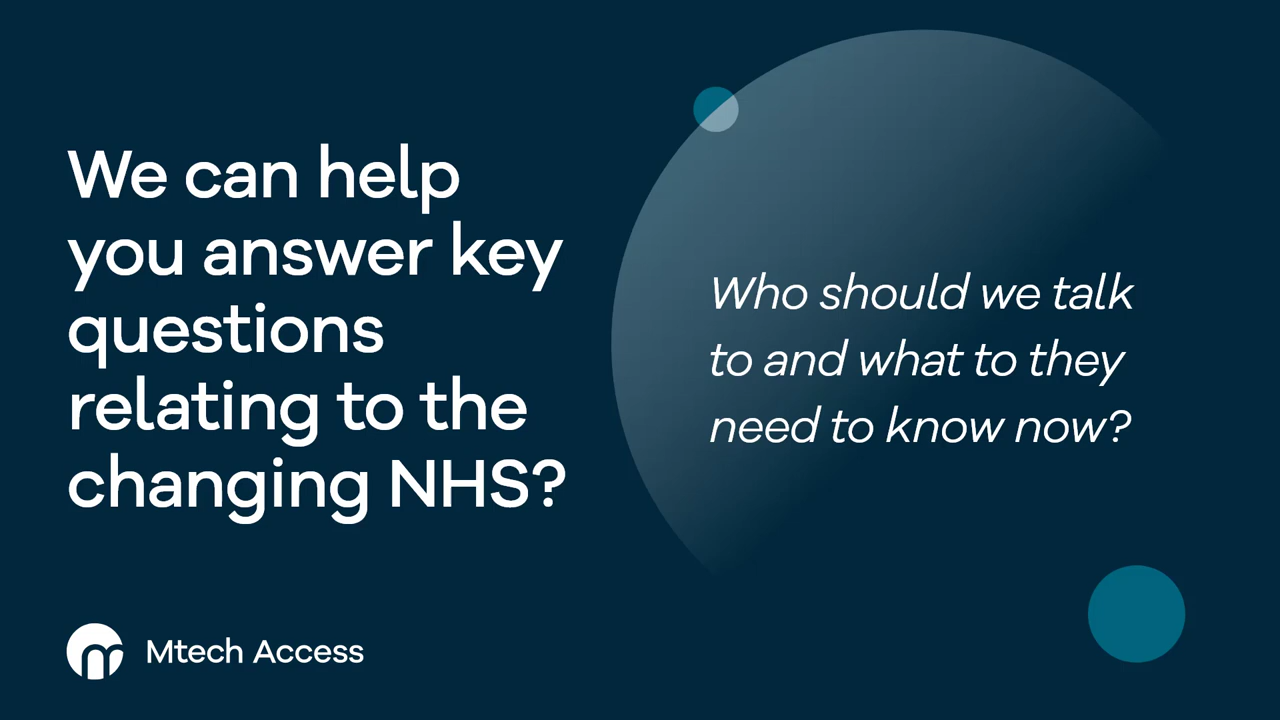 We can help
you answer key
questions
relating to the
changing NHS?
Who should we talk
to and what to they
need to know now?
Mtech Access